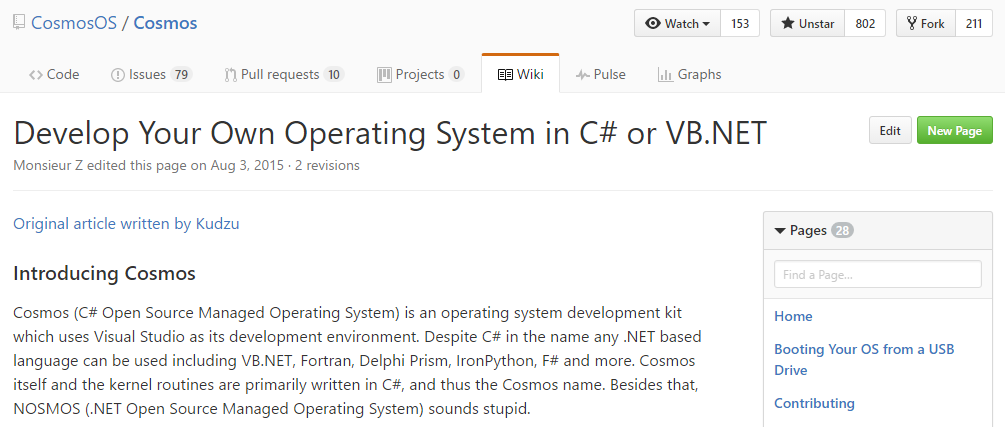 CosmosOS / Cosmos
Watch 153
Unstar 802
Fork 211
Code
Issues 79
Pull requests 10
Projects 0
Wiki
Pulse
Graphs
Develop Your Own Operating System in C# or VB.NET
Edit
New Page
Monsieur Z edited this page on Aug 3, 2015 · 2 revisions
Original article written by Kudzu
Introducing Cosmos
Cosmos (C# Open Source Managed Operating System) is an operating system development kit
which uses Visual Studio as its development environment. Despite C# in the name any .NET based
language can be used including VB.NET, Fortran, Delphi Prism, IronPython, F# and more. Cosmos
itself and the kernel routines are primarily written in C#, and thus the Cosmos name. Besides that,
NOSMOS (.NET Open Source Managed Operating System) sounds stupid.
Pages 28
Find a Page...
Home
Booting Your OS from a USB
Drive
Contributing